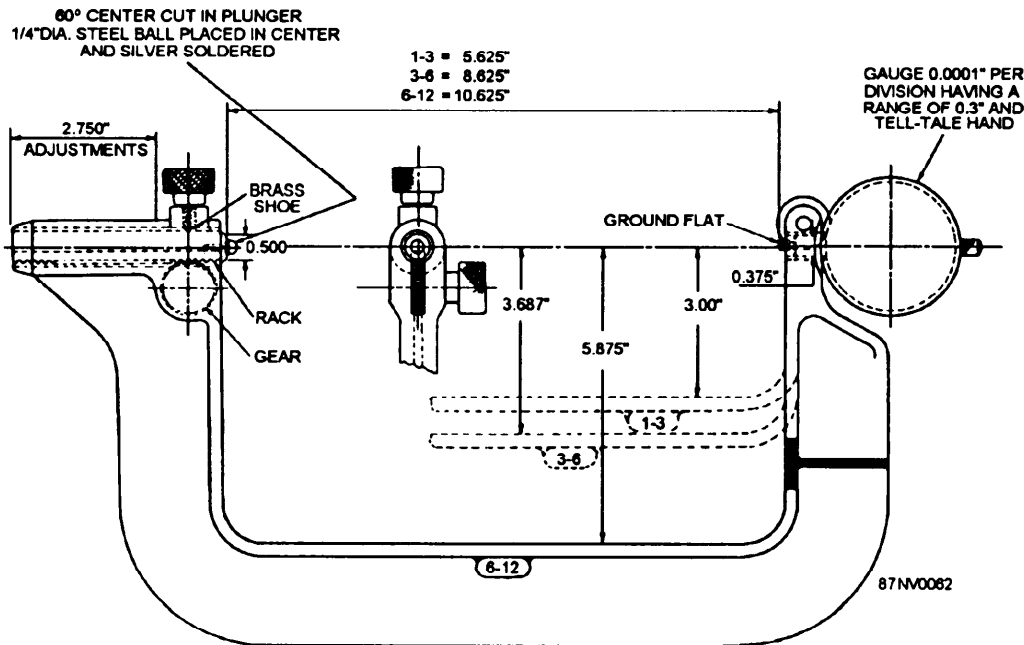 60° CENTER CUT IN PLUNGER
1/4"DIA. STEEL BALL PLACED IN CENTER
AND SILVER SOLDERED
1-3 = 5.625"
3-6 = 8.625"
6-12 = 10.625"
GAUGE 0.0001" PER
DIVISION HAVING A
RANGE OF 0.3" AND
TELL-TALE HAND
2.750"
ADJUSTMENTS
BRASS
SHOE
GROUND FLAT
0.500
0.375"
3.687"
3.00"
RACK
5.875"
GEAR
1-3
3-6
6-12
87NV0062